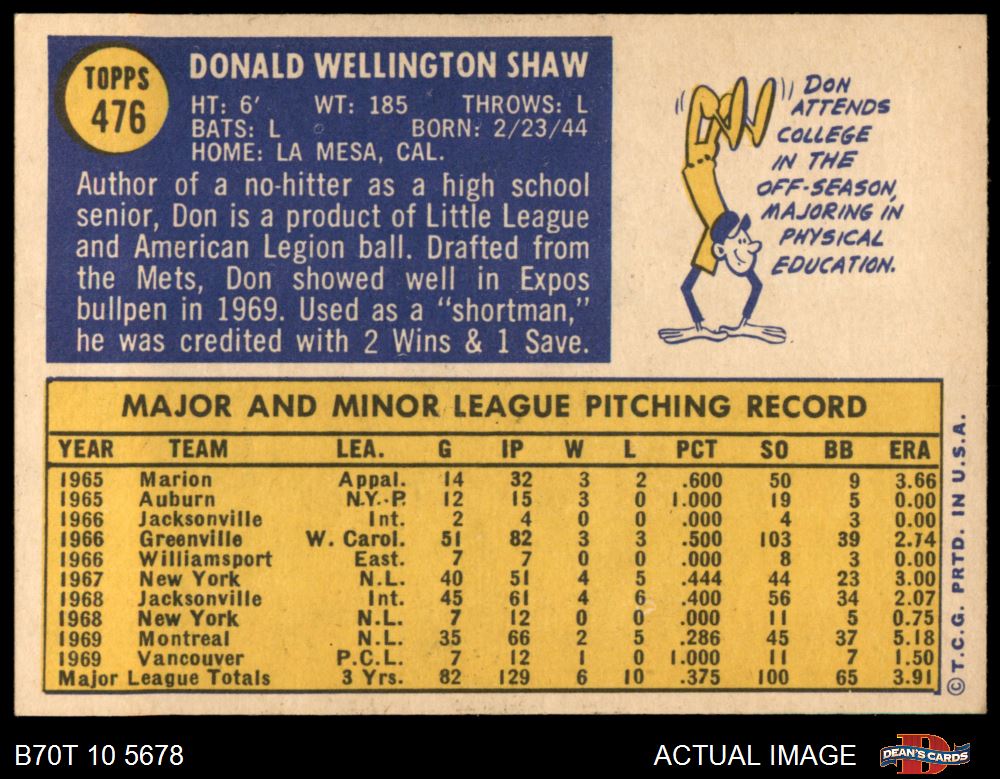 TOPPS
476
DONALD WELLINGTON SHAW
HT: 6' WT: 185 THROWS: L
BATS: L BORN: 2/23/44
HOME: LA MESA, CAL.
Author of a no-hitter as a high school
senior, Don is a product of Little League
and American Legion ball. Drafted from
the Mets, Don showed well in Expos
bullpen in 1969. Used as a "shortman,"
he was credited with 2 Wins & 1 Save.
DON
ATTENDS
COLLEGE
IN THE
OFF-SEASON,
MAJORING IN
PHYSICAL
EDUCATION.
MAJOR AND MINOR LEAGUE PITCHING RECORD
YEAR TEAM LEA. G IP W L PCT SO BB ERA
1965 Marion Appal. 14 32 3 2 .600 50 9 3.66
1965 Auburn N.Y.-P. 12 15 3 0 1.000 19 5 0.00
1966 Jacksonville Int. 2 4 0 0 .000 4 3 0.00
1966 Greenville W. Carol. 51 82 3 3 .500 103 39 2.74
1966 Williamsport East. 7 7 0 0 .000 8 3 0.00
1967 New York N.L. 40 51 4 5 .444 44 23 3.00
1968 Jacksonville Int. 45 61 4 6 .400 56 34 2.07
1968 New York N.L. 7 12 0 0 .000 11 5 0.75
1969 Montreal N.L. 35 66 2 5 .286 45 37 5.18
1969 Vancouver P.C.L. 7 12 1 0 1.000 11 7 1.50
Major League Totals 3 Yrs. 82 129 6 10 .375 100 65 3.91
© T.C.G. PRTD. IN U.S.A.
B70T 10 5678
ACTUAL IMAGE
DEAN'S CARDS